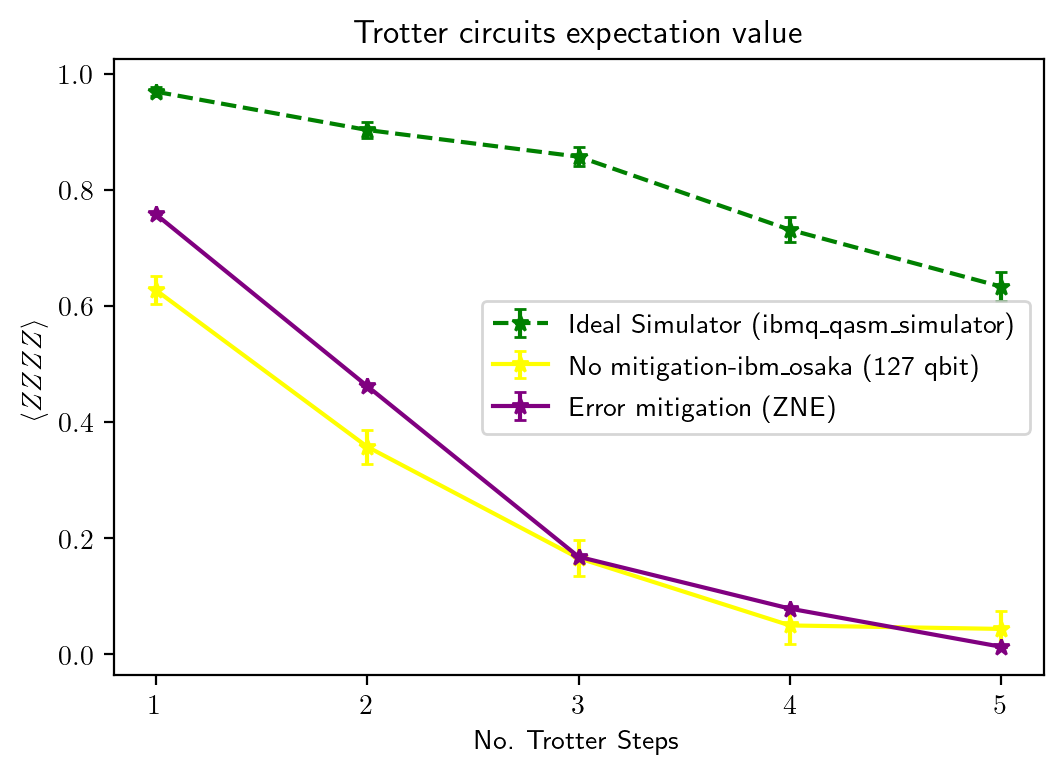 Trotter circuits expectation value
1.0
0.8
0.6
0.4
0.2
0.0
⟨ZZZZ⟩
Ideal Simulator (ibmq_qasm_simulator)
No mitigation-ibm_osaka (127 qbit)
Error mitigation (ZNE)
1 2 3 4 5
No. Trotter Steps